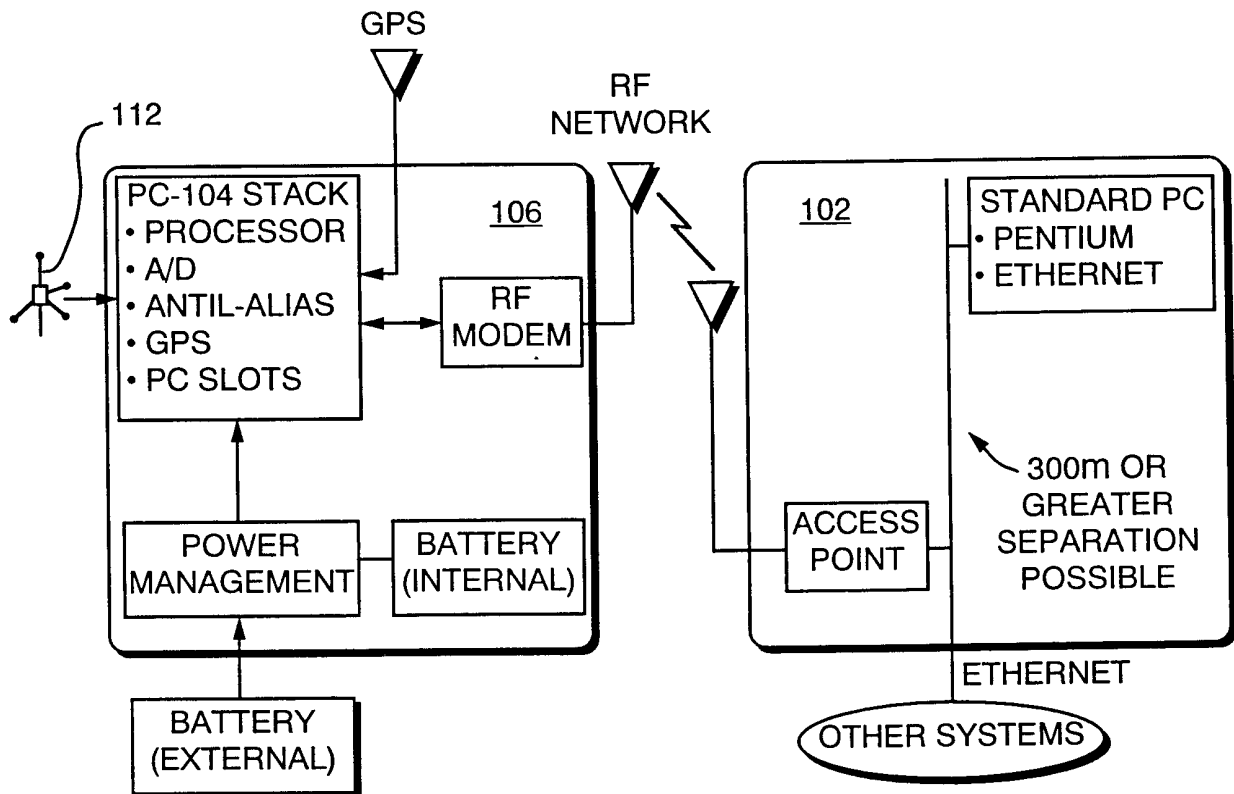 GPS
RF
NETWORK
112
PC-104 STACK
• PROCESSOR
• A/D
• ANTIL-ALIAS
• GPS
• PC SLOTS
106
RF
MODEM
POWER
MANAGEMENT
BATTERY
(INTERNAL)
BATTERY
(EXTERNAL)
102
STANDARD PC
• PENTIUM
• ETHERNET
ACCESS
POINT
300m OR
GREATER
SEPARATION
POSSIBLE
ETHERNET
OTHER SYSTEMS